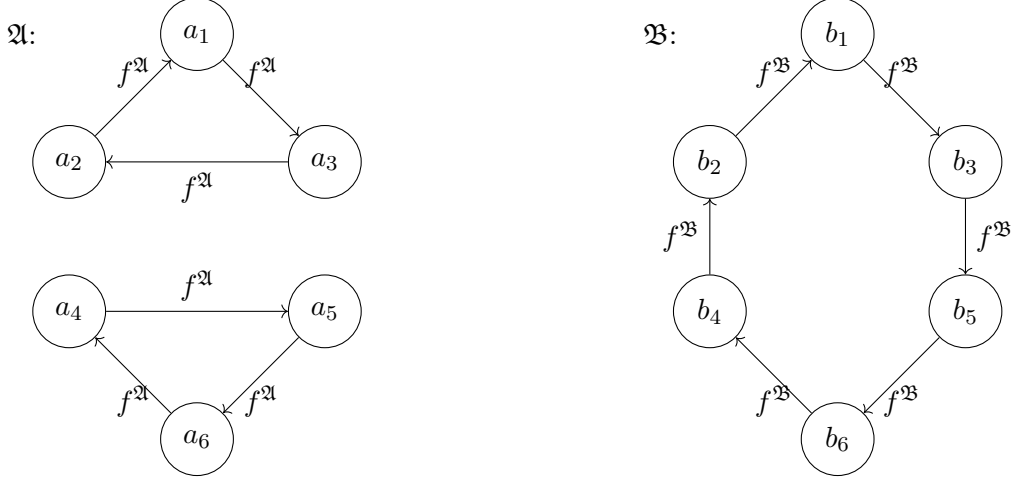 𝔄: a₁ 𝔅: b₁
f^𝔄 f^𝔄 f^𝔅 f^𝔅
a₂ a₃ b₂ b₃
f^𝔄
f^𝔅 f^𝔅
f^𝔄
a₄ a₅ b₄ b₅
f^𝔄 f^𝔄 f^𝔅 f^𝔅
a₆ b₆